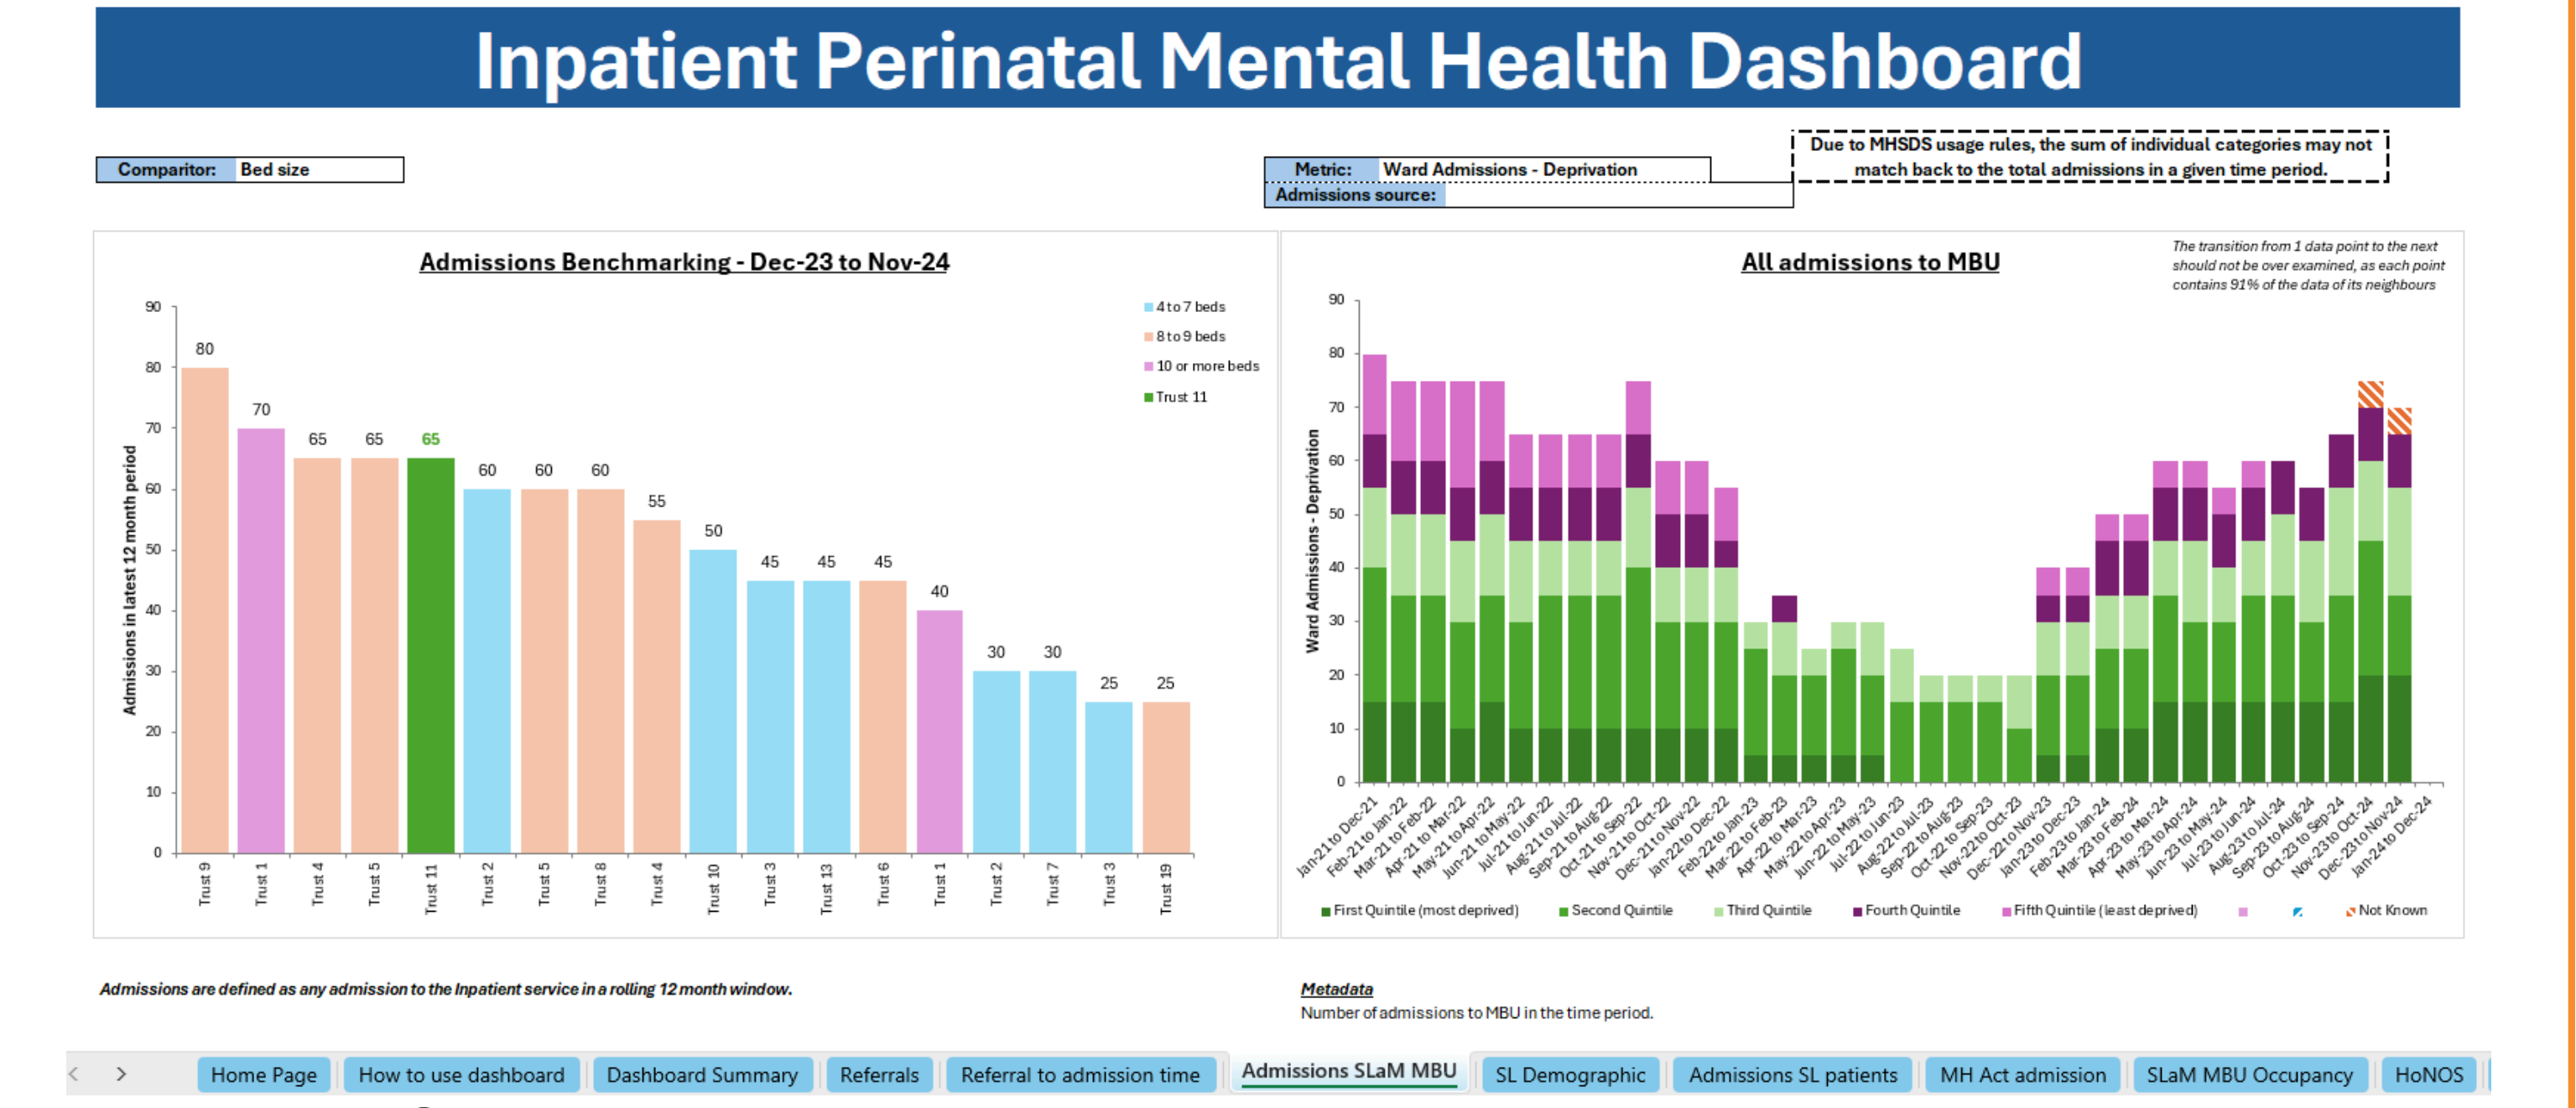 Inpatient Perinatal Mental Health Dashboard
Comparitor: Bed size
Metric: Ward Admissions - Deprivation
Admissions source:
Due to MHSDS usage rules, the sum of individual categories may not
match back to the total admissions in a given time period.
Admissions Benchmarking - Dec-23 to Nov-24
Admissions in latest 12 month period
90
80
70
60
50
40
30
20
10
0
80
70
65
65
65
60
60
60
55
50
45
45
45
40
30
30
25
25
4 to 7 beds
8 to 9 beds
10 or more beds
Trust 11
Trust 9
Trust 1
Trust 4
Trust 5
Trust 11
Trust 2
Trust 5
Trust 8
Trust 4
Trust 10
Trust 3
Trust 13
Trust 6
Trust 1
Trust 2
Trust 7
Trust 3
Trust 19
All admissions to MBU
The transition from 1 data point to the next
should not be over examined, as each point
contains 91% of the data of its neighbours
Ward Admissions - Deprivation
90
80
70
60
50
40
30
20
10
0
Jan-21 to Dec-21
Feb-21 to Jan-22
Mar-21 to Feb-22
Apr-21 to Mar-22
May-21 to Apr-22
Jun-21 to May-22
Jul-21 to Jun-22
Aug-21 to Jul-22
Sep-21 to Aug-22
Oct-21 to Sep-22
Nov-21 to Oct-22
Dec-21 to Nov-22
Jan-22 to Dec-22
Feb-22 to Jan-23
Mar-22 to Feb-23
Apr-22 to Mar-23
May-22 to Apr-23
Jun-22 to May-23
Jul-22 to Jun-23
Aug-22 to Jul-23
Sep-22 to Aug-23
Oct-22 to Sep-23
Nov-22 to Oct-23
Dec-22 to Nov-23
Jan-23 to Dec-23
Feb-23 to Jan-24
Mar-23 to Feb-24
Apr-23 to Mar-24
May-23 to Apr-24
Jun-23 to May-24
Jul-23 to Jun-24
Aug-23 to Jul-24
Sep-23 to Aug-24
Oct-23 to Sep-24
Nov-23 to Oct-24
Dec-23 to Nov-24
Jan-24 to Dec-24
First Quintile (most deprived)
Second Quintile
Third Quintile
Fourth Quintile
Fifth Quintile (least deprived)
Not Known
Admissions are defined as any admission to the Inpatient service in a rolling 12 month window.
Metadata
Number of admissions to MBU in the time period.
Home Page
How to use dashboard
Dashboard Summary
Referrals
Referral to admission time
Admissions SLaM MBU
SL Demographic
Admissions SL patients
MH Act admission
SLaM MBU Occupancy
HoNOS